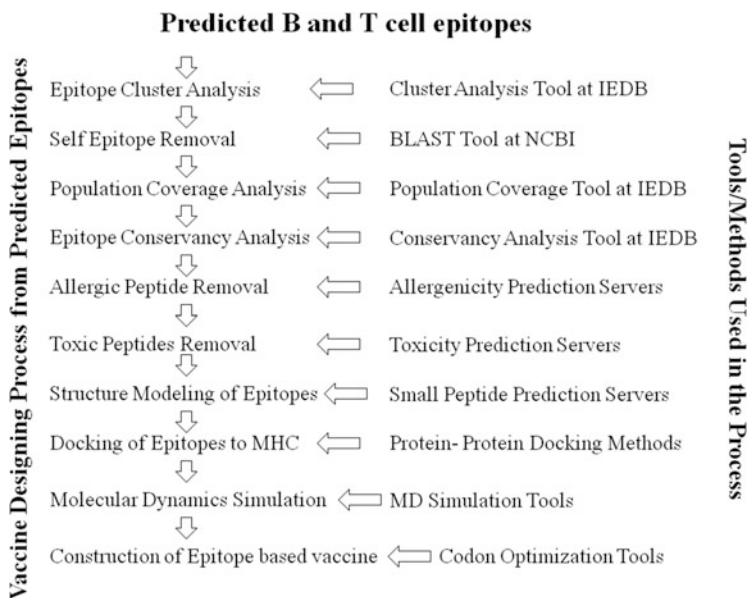 Predicted B and T cell epitopes
Vaccine Designing Process from Predicted Epitopes
Epitope Cluster Analysis
Cluster Analysis Tool at IEDB
Self Epitope Removal
BLAST Tool at NCBI
Population Coverage Analysis
Population Coverage Tool at IEDB
Epitope Conservancy Analysis
Conservancy Analysis Tool at IEDB
Allergic Peptide Removal
Allergenicity Prediction Servers
Toxic Peptides Removal
Toxicity Prediction Servers
Structure Modeling of Epitopes
Small Peptide Prediction Servers
Docking of Epitopes to MHC
Protein- Protein Docking Methods
Molecular Dynamics Simulation
MD Simulation Tools
Construction of Epitope based vaccine
Codon Optimization Tools
Tools/Methods Used in the Process